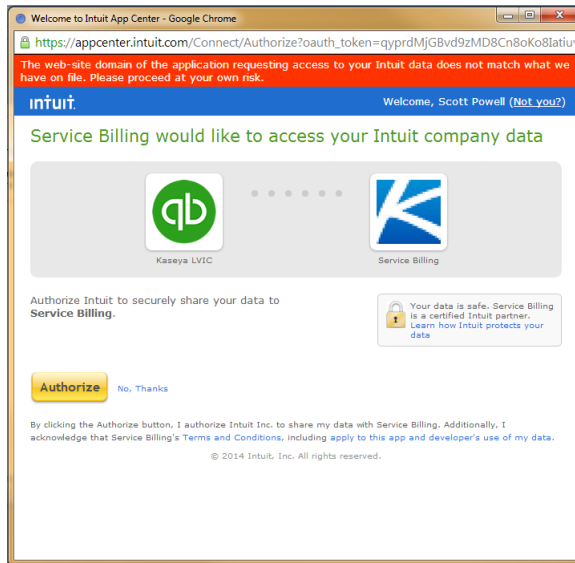 Welcome to Intuit App Center - Google Chrome
https://appcenter.intuit.com/Connect/Authorize?oauth_token=qyprdMjGBvd9zMD8Cn8oKo8Iatiu
The web-site domain of the application requesting access to your Intuit data does not match what we
have on file. Please proceed at your own risk.
intuit.
Welcome, Scott Powell (Not you?)
Service Billing would like to access your Intuit company data
qb
Kaseya LVIC
Service Billing
Authorize Intuit to securely share your data to
Service Billing.
Your data is safe. Service Billing
is a certified Intuit partner.
Learn how Intuit protects your
data
Authorize
No, Thanks
By clicking the Authorize button, I authorize Intuit Inc. to share my data with Service Billing. Additionally, I
acknowledge that Service Billing's Terms and Conditions, including apply to this app and developer's use of my data.
© 2014 Intuit, Inc. All rights reserved.